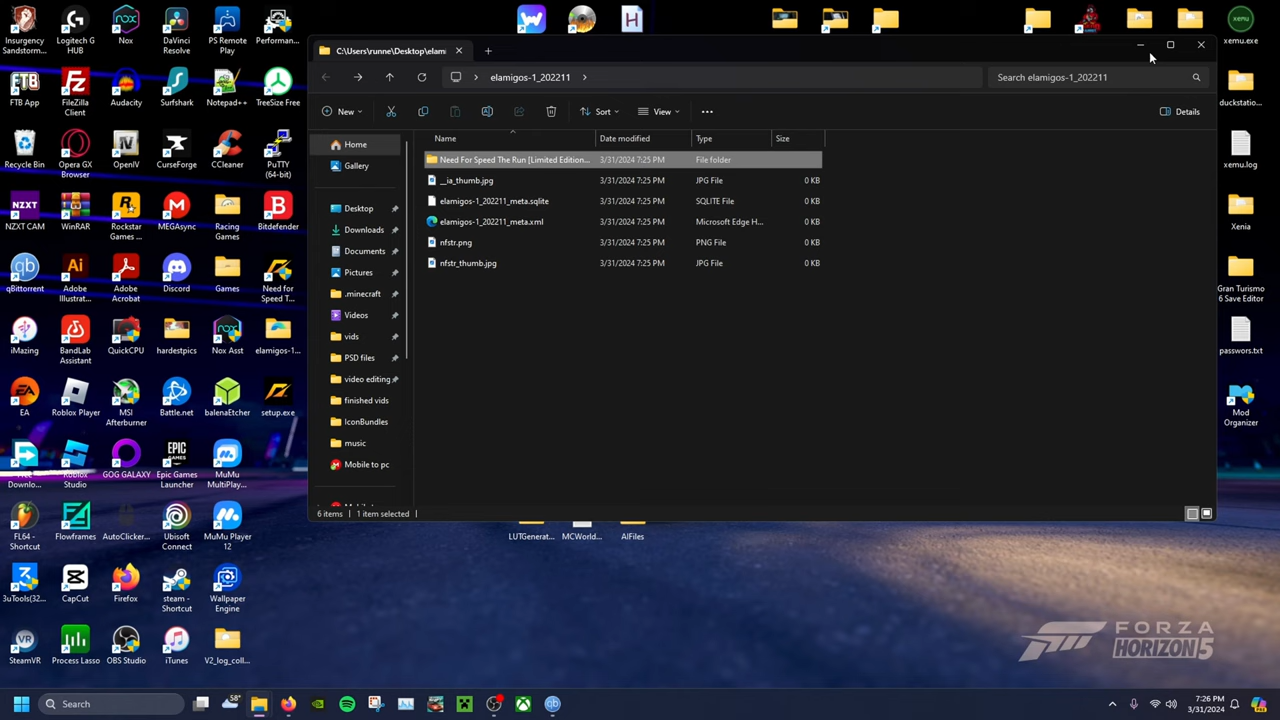 C:\Users\runne\Desktop\elami
elamigos-1_202211
Search elamigos-1_202211
New
Sort
View
Details
Name
Date modified
Type
Size
Home
Gallery
Desktop
Downloads
Documents
Pictures
.minecraft
Videos
vids
PSD files
video editing
finished vids
IconBundles
music
Mobile to pc
Need For Speed The Run [Limited Edition...
3/31/2024 7:25 PM
File folder
__ia_thumb.jpg
3/31/2024 7:25 PM
JPG File
0 KB
elamigos-1_202211_meta.sqlite
3/31/2024 7:25 PM
SQLITE File
0 KB
elamigos-1_202211_meta.xml
3/31/2024 7:25 PM
Microsoft Edge H...
0 KB
nfstr.png
3/31/2024 7:25 PM
PNG File
0 KB
nfstr_thumb.jpg
3/31/2024 7:25 PM
JPG File
0 KB
6 items
1 item selected
Insurgency
Sandstorm...
Logitech G
HUB
Nox
DaVinci
Resolve
PS Remote
Play
Performan...
FTB App
FileZilla
Client
Audacity
Surfshark
Notepad++
TreeSize Free
Recycle Bin
Opera GX
Browser
OpenIV
CurseForge
CCleaner
PuTTY
(64-bit)
NZXT CAM
WinRAR
Rockstar
Games ...
MEGAsync
Racing
Games
Bitdefender
qBittorrent
Adobe
Illustrat...
Adobe
Acrobat
Discord
Games
Need for
Speed T...
iMazing
BandLab
Assistant
QuickCPU
hardestpics
Nox Asst
elamigos-1...
EA
Roblox Player
MSI
Afterburner
Battle.net
balenaEtcher
setup.exe
Downlo...
Roblox
Studio
GOG GALAXY
Epic Games
Launcher
MuMu
MultiPlay...
FL64 -
Shortcut
Flowframes
AutoClicker...
Ubisoft
Connect
MuMu Player
12
3uTools(32...
CapCut
Firefox
steam -
Shortcut
Wallpaper
Engine
SteamVR
Process Lasso
OBS Studio
iTunes
V2_log_coll...
LUTGenerat...
MCWorld...
AIFiles
xemu.exe
duckstatio...
xemu.log
Xenia
Gran Turismo
6 Save Editor
passwors.txt
Mod
Organizer
FORZA
HORIZON 5
Search
58°
7:26 PM
3/31/2024